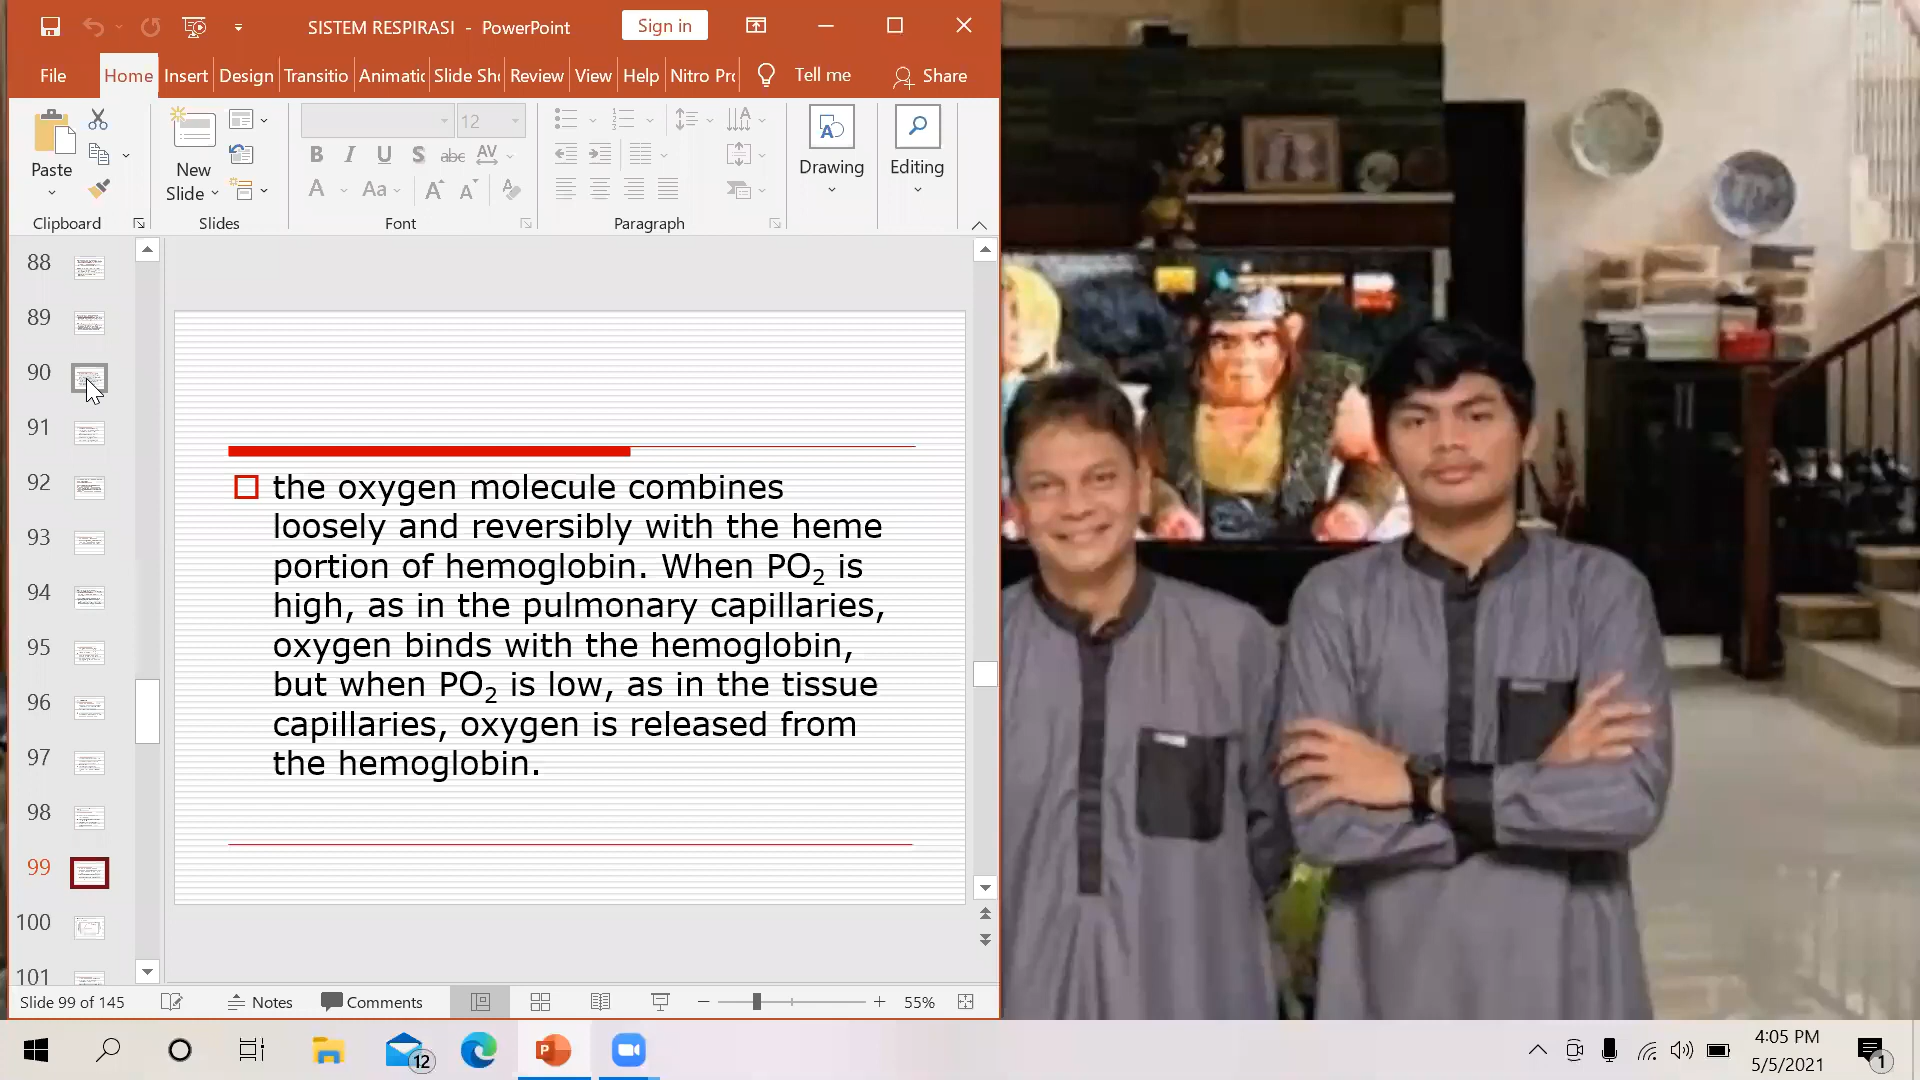 SISTEM RESPIRASI - PowerPoint
Sign in
File Home Insert Design Transitio Animatic Slide Sh Review View Help Nitro Pr Tell me Share
Paste
New
Slide
12
B I U S abc AV
A Aa A A
Drawing
Editing
Clipboard
Slides
Font
Paragraph
88
89
90
91
92
93
94
95
96
97
98
99
100
101
the oxygen molecule combines
loosely and reversibly with the heme
portion of hemoglobin. When PO₂ is
high, as in the pulmonary capillaries,
oxygen binds with the hemoglobin,
but when PO₂ is low, as in the tissue
capillaries, oxygen is released from
the hemoglobin.
Slide 99 of 145
Notes
Comments
55%
12
4:05 PM
5/5/2021
1